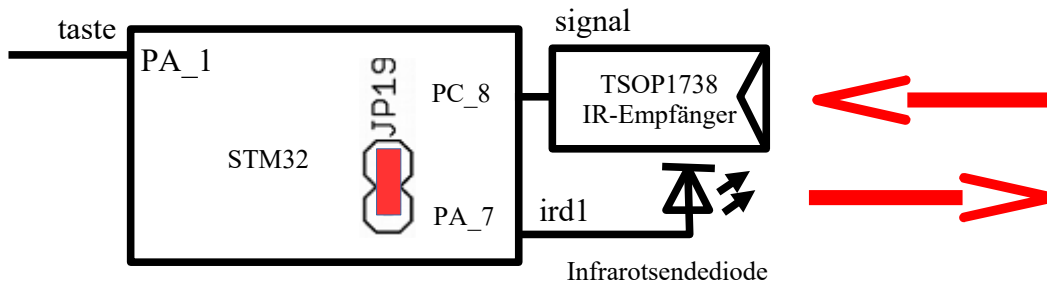 taste
signal
PA_1
JP19
PC_8
TSOP1738
IR-Empfänger
STM32
PA_7
ird1
Infrarotsendediode